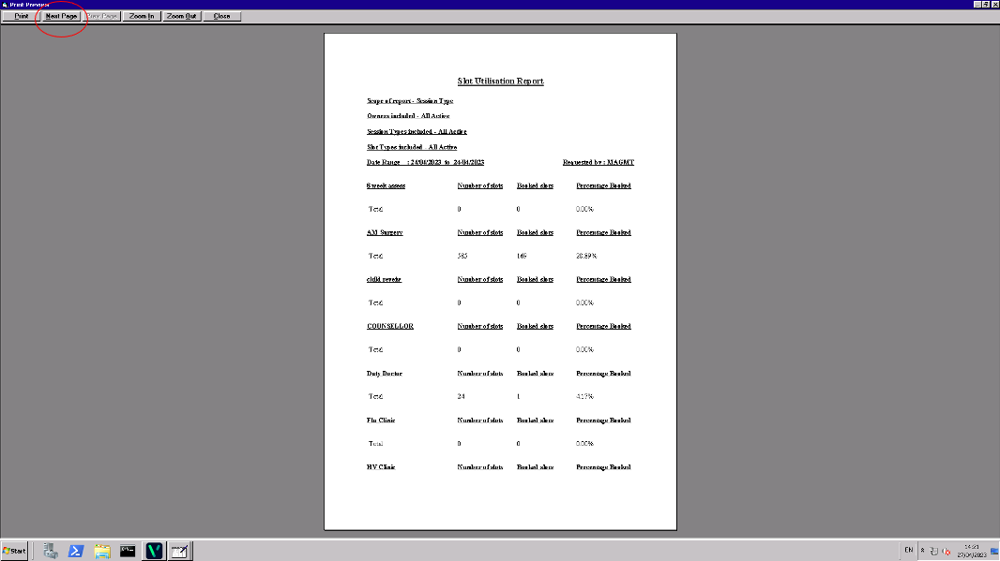 Print Preview
Print Next Page Prev Page Zoom In Zoom Out Close
Slot Utilisation Report
Scope of report - Session Type
Owners included - All Active
Session Types included - All Active
Slot Types included - All Active
Date Range : 24/04/2023 to 24/04/2023 Requested by : MAGMT
6 week assess Number of slots Booked slots Percentage Booked
Total 0 0 0.00%
AM Surgery Number of slots Booked slots Percentage Booked
Total 585 169 28.89%
child review Number of slots Booked slots Percentage Booked
Total 0 0 0.00%
COUNSELLOR Number of slots Booked slots Percentage Booked
Total 0 0 0.00%
Duty Doctor Number of slots Booked slots Percentage Booked
Total 24 1 4.17%
Flu Clinic Number of slots Booked slots Percentage Booked
Total 0 0 0.00%
HV Clinic Number of slots Booked slots Percentage Booked
Start EN 14:21
27/04/2023